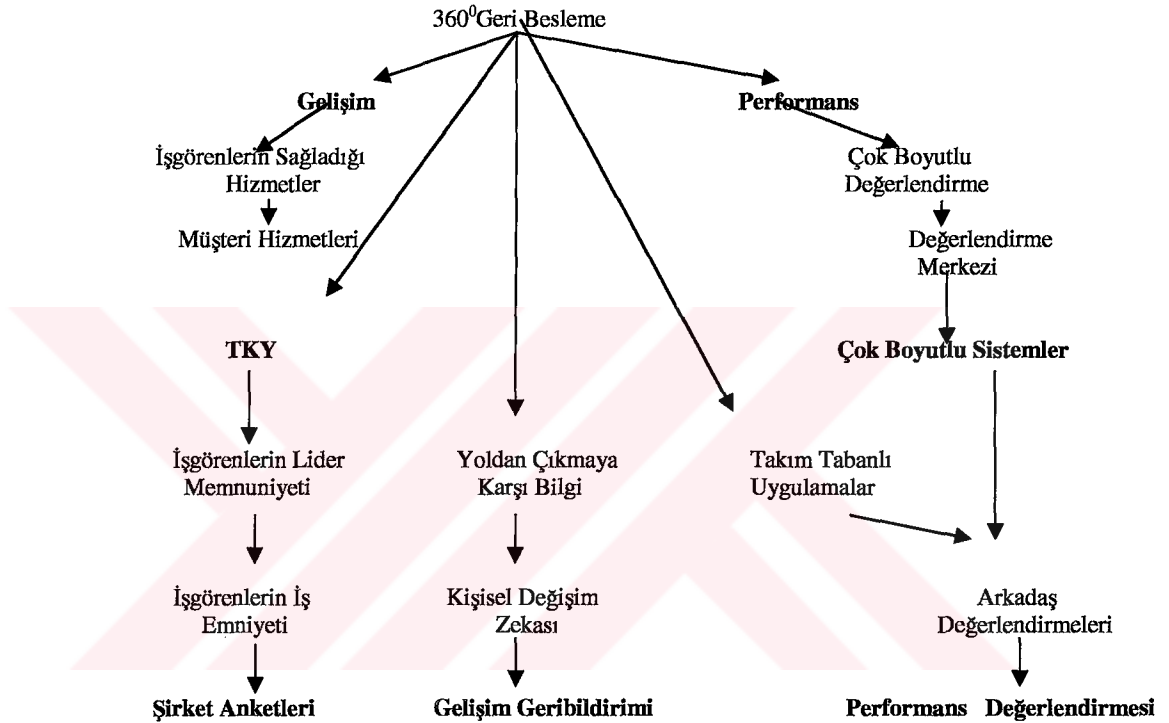 360⁰Geri Besleme
Gelişim
Performans
İşgörenlerin Sağladığı
Hizmetler
Çok Boyutlu
Değerlendirme
Müşteri Hizmetleri
Değerlendirme
Merkezi
TKY
Çok Boyutlu Sistemler
İşgörenlerin Lider
Memnuniyeti
Yoldan Çıkmaya
Karşı Bilgi
Takım Tabanlı
Uygulamalar
İşgörenlerin İş
Emniyeti
Kişisel Değişim
Zekası
Arkadaş
Değerlendirmeleri
Şirket Anketleri
Gelişim Geribildirimi
Performans Değerlendirmesi